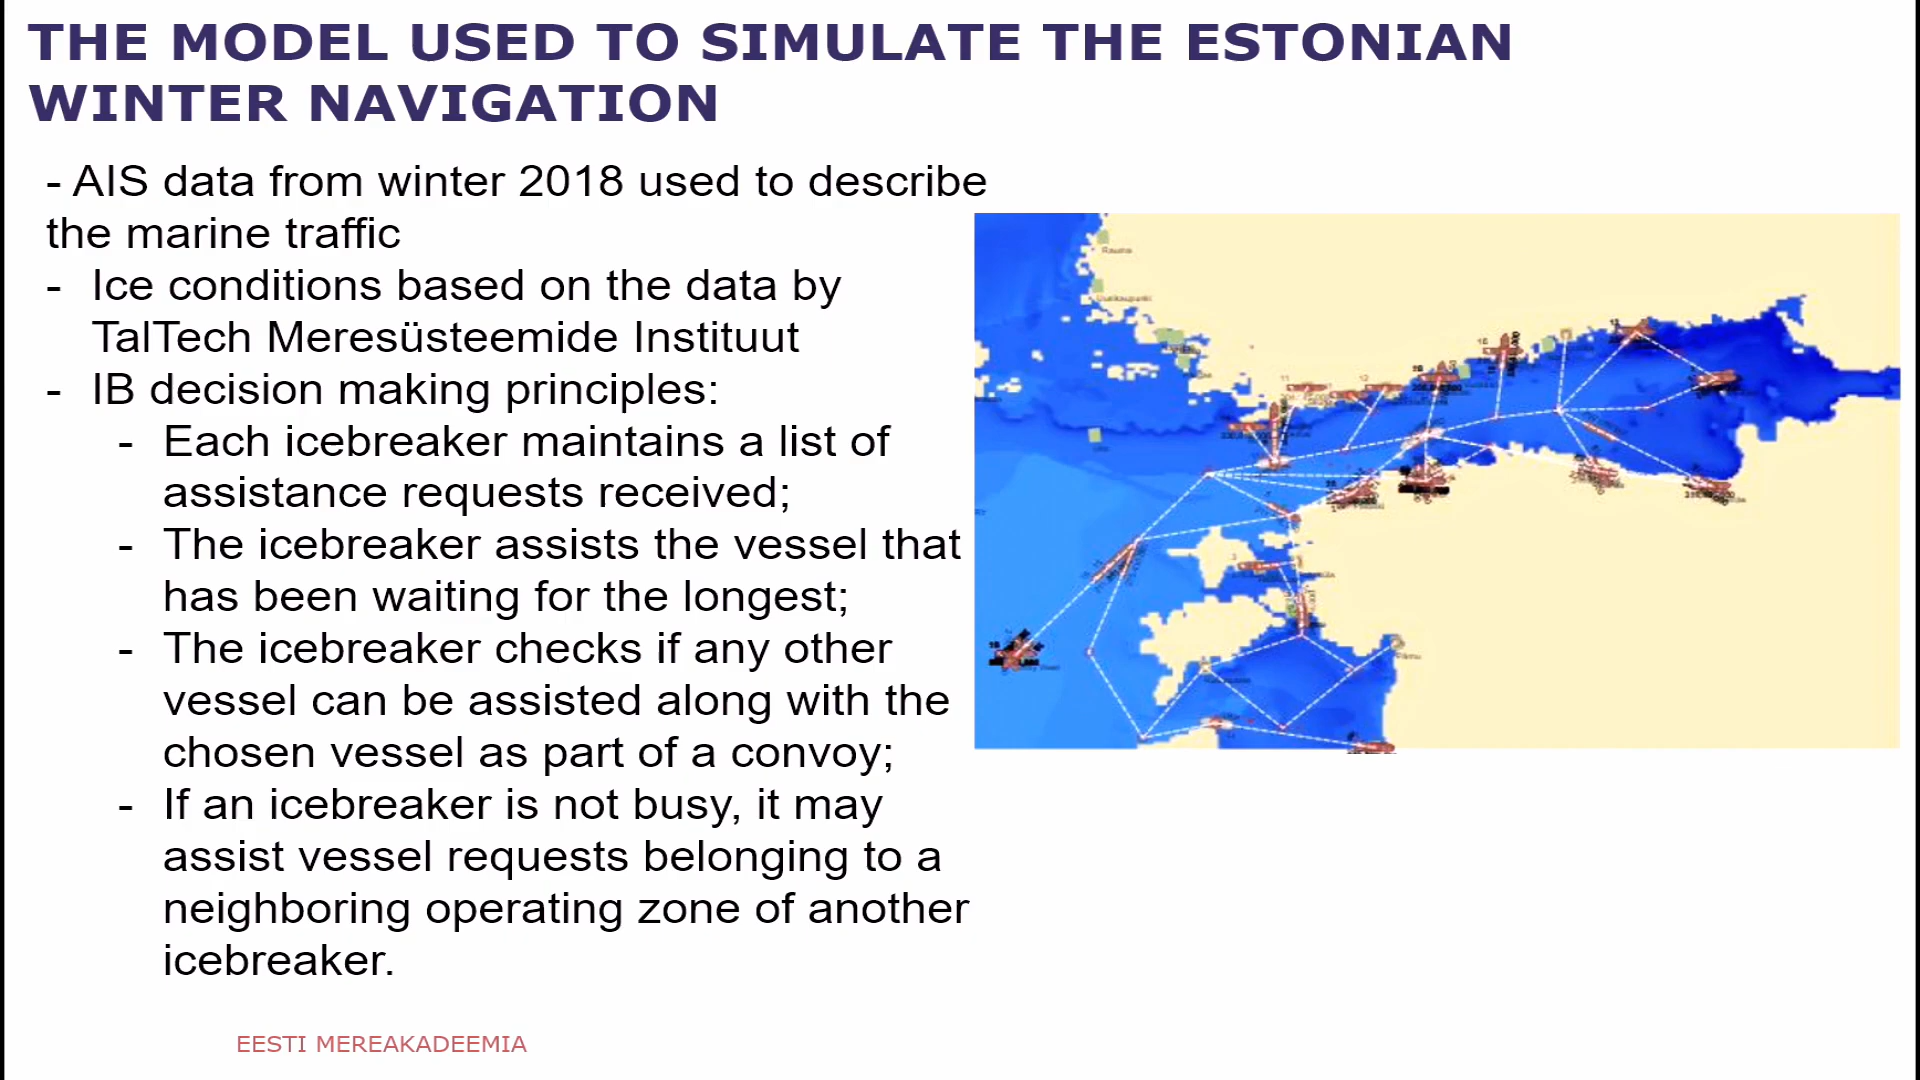 THE MODEL USED TO SIMULATE THE ESTONIAN
WINTER NAVIGATION
- AIS data from winter 2018 used to describe
the marine traffic
- Ice conditions based on the data by
TalTech Meresüsteemide Instituut
- IB decision making principles:
- Each icebreaker maintains a list of
assistance requests received;
- The icebreaker assists the vessel that
has been waiting for the longest;
- The icebreaker checks if any other
vessel can be assisted along with the
chosen vessel as part of a convoy;
- If an icebreaker is not busy, it may
assist vessel requests belonging to a
neighboring operating zone of another
icebreaker.
Rauma
Uusikaupunki
EESTI MEREAKADEEMIA